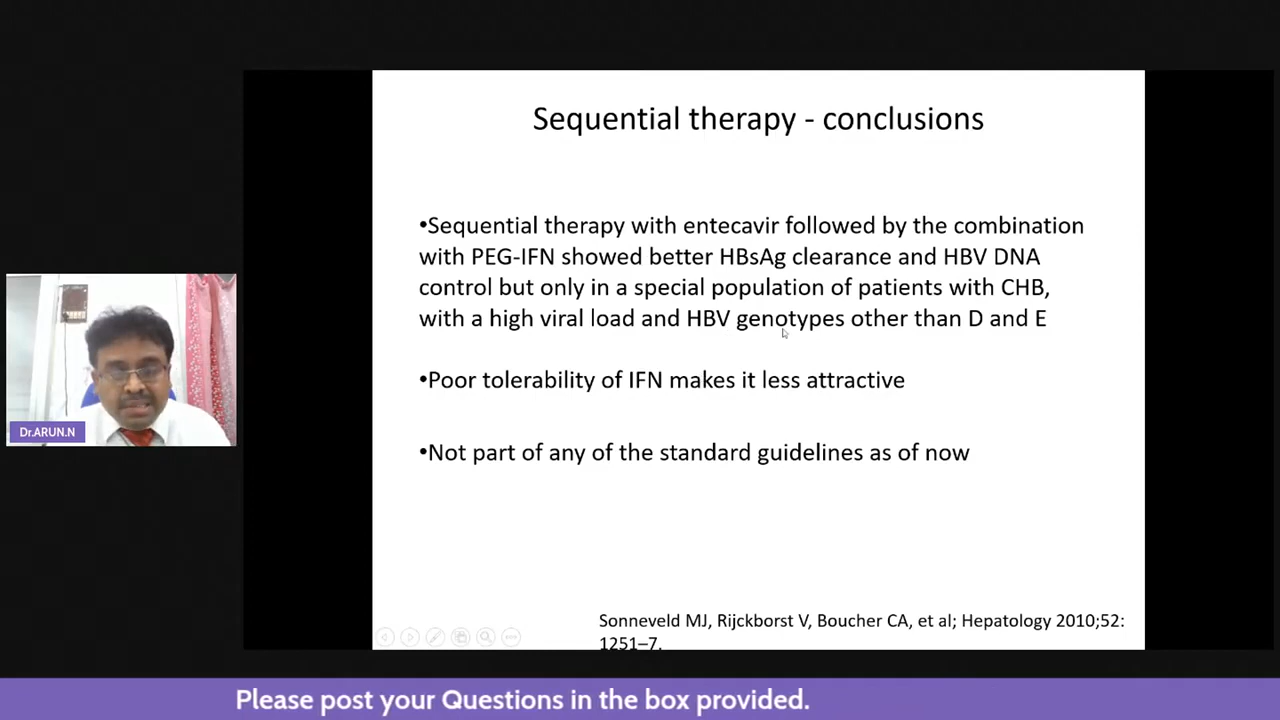 Sequential therapy - conclusions
•Sequential therapy with entecavir followed by the combination
with PEG-IFN showed better HBsAg clearance and HBV DNA
control but only in a special population of patients with CHB,
with a high viral load and HBV genotypes other than D and E
•Poor tolerability of IFN makes it less attractive
•Not part of any of the standard guidelines as of now
Sonneveld MJ, Rijckborst V, Boucher CA, et al; Hepatology 2010;52:
1251–7.
Dr.ARUN.N
Please post your Questions in the box provided.